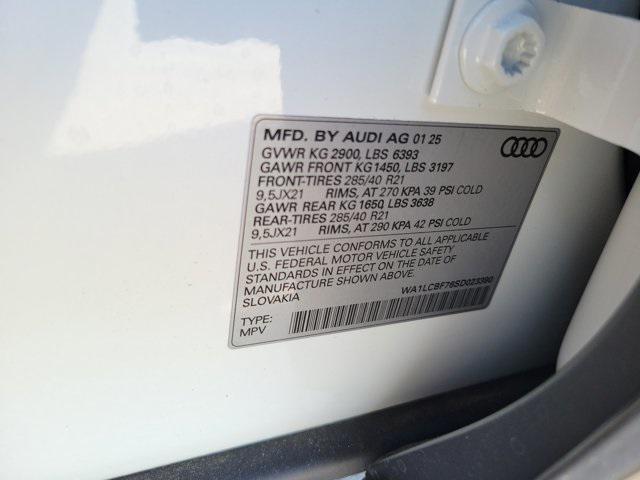 MFD. BY AUDI AG 01 25
GVWR KG 2900, LBS 6393
GAWR FRONT KG1450, LBS 3197
FRONT-TIRES 285/40 R21
9,5JX21 RIMS, AT 270 KPA 39 PSI COLD
GAWR REAR KG 1650, LBS 3638
REAR-TIRES 285/40 R21
9,5JX21 RIMS, AT 290 KPA 42 PSI COLD
THIS VEHICLE CONFORMS TO ALL APPLICABLE
U.S. FEDERAL MOTOR VEHICLE SAFETY
STANDARDS IN EFFECT ON THE DATE OF
MANUFACTURE SHOWN ABOVE.
SLOVAKIA
TYPE:
MPV